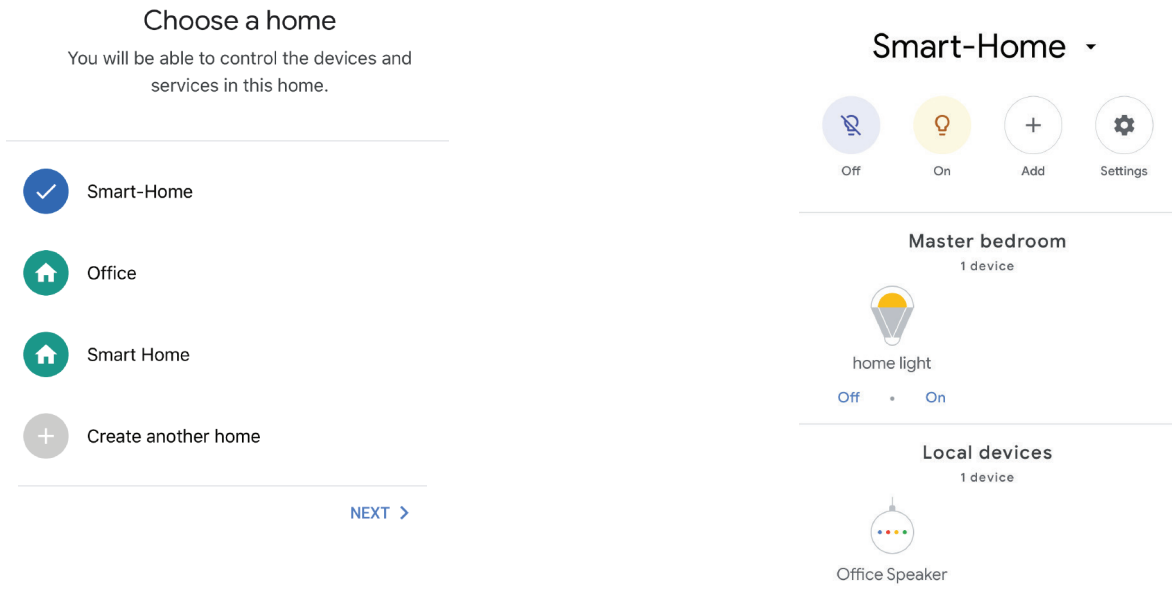 Choose a home
You will be able to control the devices and
services in this home.
Smart-Home
Office
Smart Home
Create another home
NEXT
Smart-Home
Off On Add Settings
Master bedroom
1 device
home light
Off • On
Local devices
1 device
Office Speaker